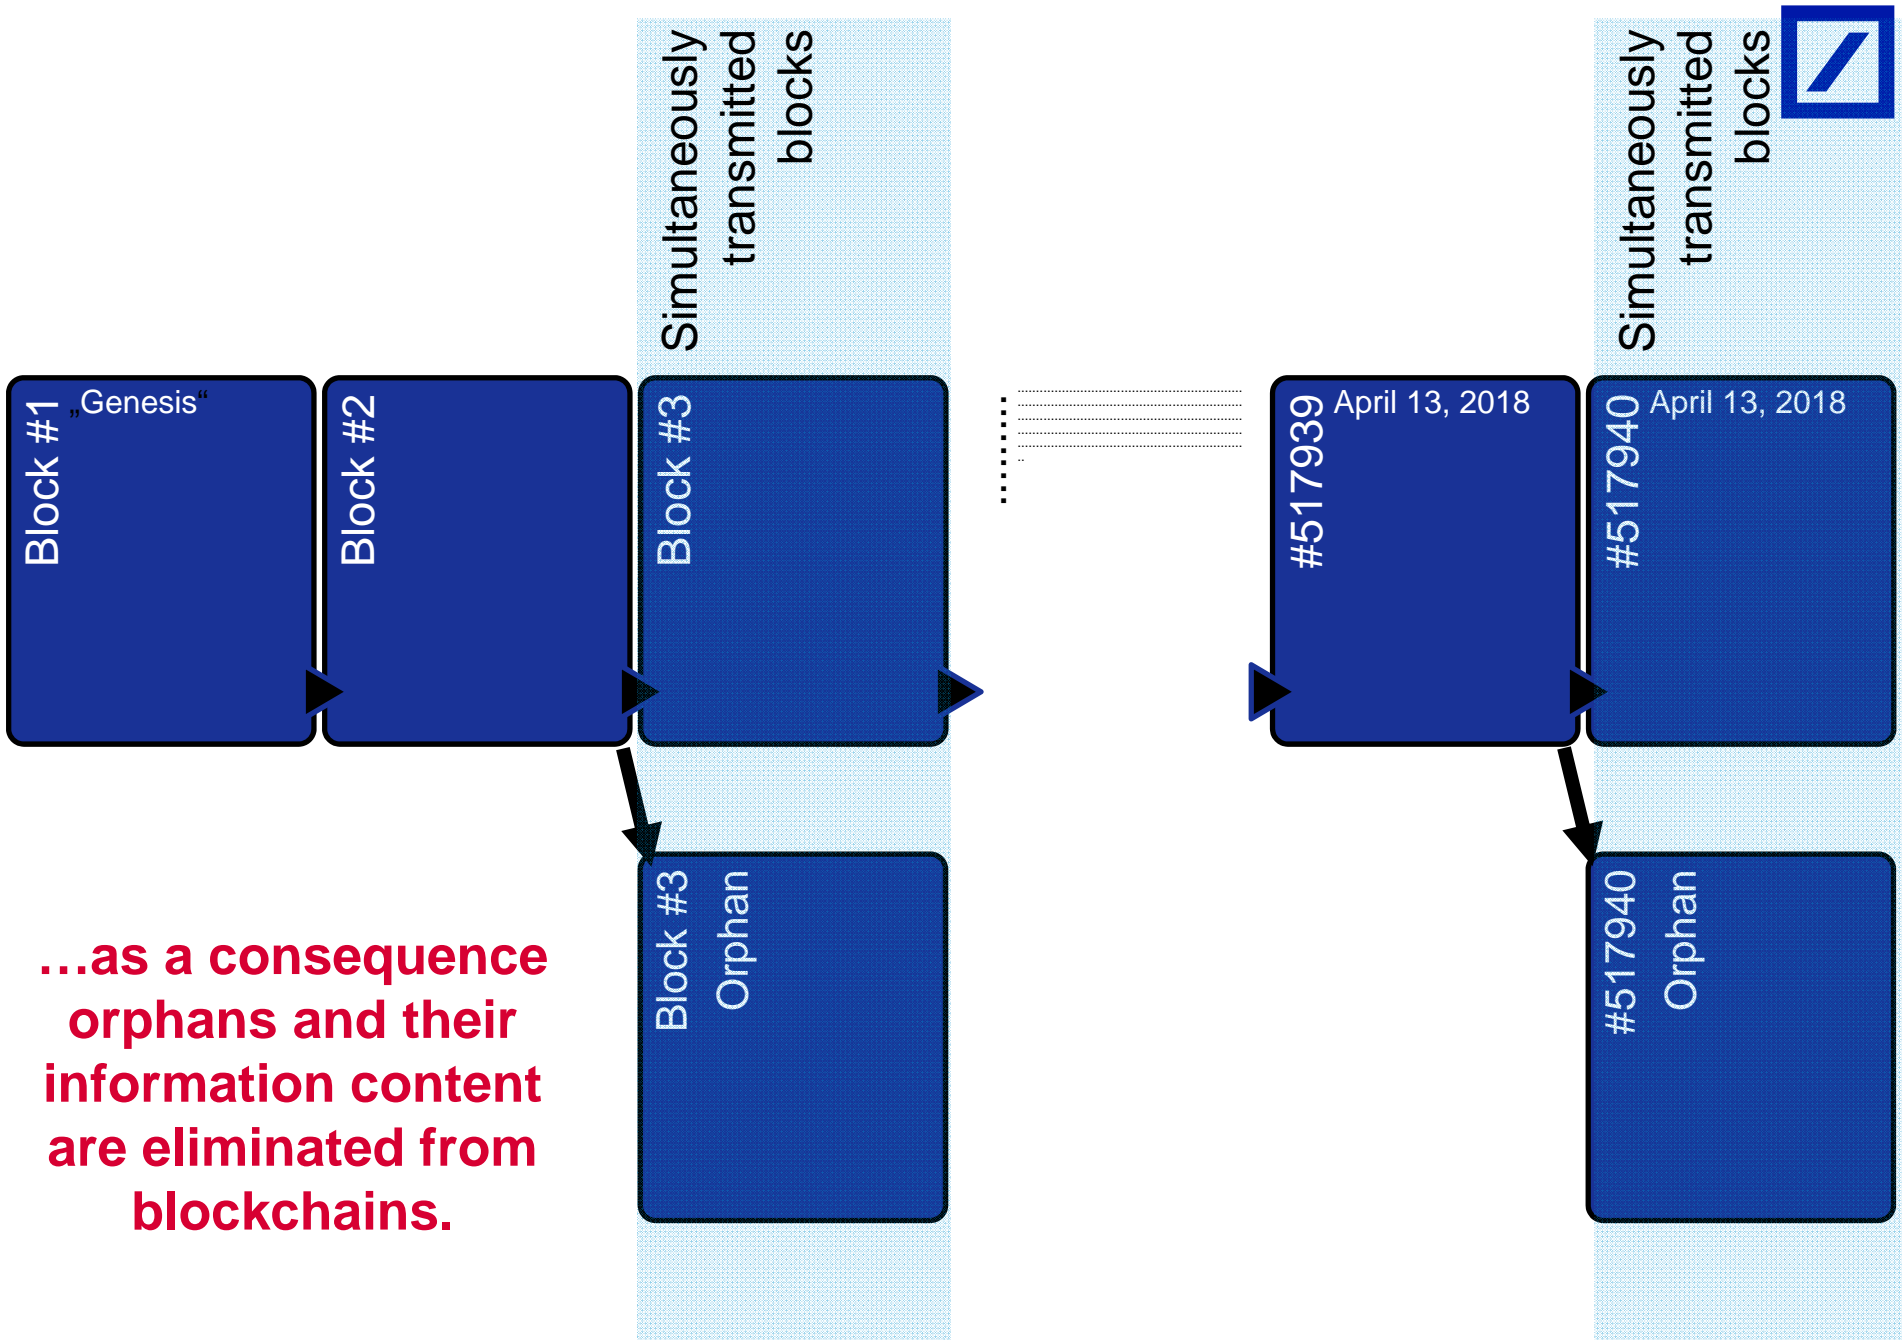 Simultaneously
transmitted
blocks
Simultaneously
transmitted
blocks
Block #1
„Genesis“
Block #2
Block #3
#517939
April 13, 2018
#517940
April 13, 2018
Block #3
Orphan
#517940
Orphan
…as a consequence
orphans and their
information content
are eliminated from
blockchains.